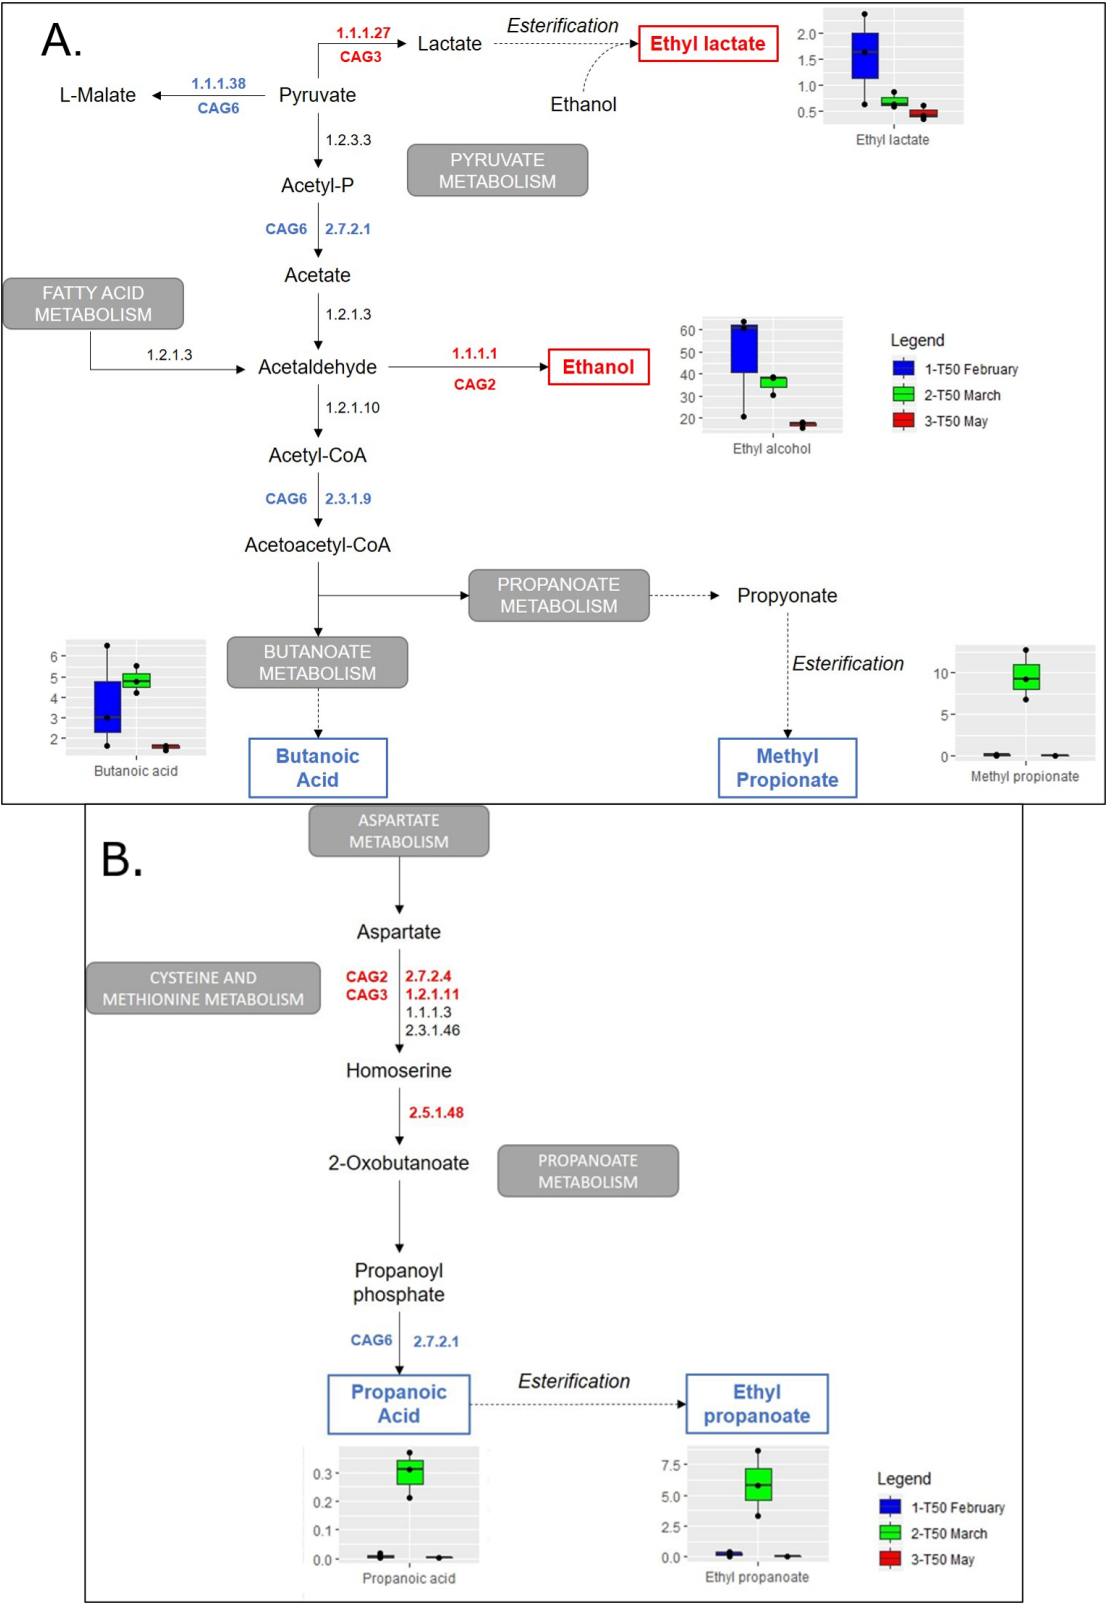 A.
1.1.1.27
CAG3
Lactate
Esterification
Ethyl lactate
Ethanol
2.0
1.5
1.0
0.5
Ethyl lactate
L-Malate
1.1.1.38
CAG6
Pyruvate
1.2.3.3
PYRUVATE
METABOLISM
Acetyl-P
CAG6 2.7.2.1
Acetate
FATTY ACID
METABOLISM
1.2.1.3
1.2.1.3
Acetaldehyde
1.1.1.1
CAG2
Ethanol
60
50
40
30
20
Ethyl alcohol
Legend
1-T50 February
2-T50 March
3-T50 May
1.2.1.10
Acetyl-CoA
CAG6 2.3.1.9
Acetoacetyl-CoA
PROPANOATE
METABOLISM
Propyonate
BUTANOATE
METABOLISM
Esterification
6
5
4
3
2
Butanoic acid
Butanoic
Acid
Methyl
Propionate
10
5
0
Methyl propionate
B.
ASPARTATE
METABOLISM
Aspartate
CYSTEINE AND
METHIONINE METABOLISM
CAG2 2.7.2.4
CAG3 1.2.1.11
1.1.1.3
2.3.1.46
Homoserine
2.5.1.48
2-Oxobutanoate
PROPANOATE
METABOLISM
Propanoyl
phosphate
CAG6 2.7.2.1
Propanoic
Acid
Esterification
Ethyl
propanoate
0.3
0.2
0.1
0.0
Propanoic acid
7.5
5.0
2.5
0.0
Ethyl propanoate
Legend
1-T50 February
2-T50 March
3-T50 May